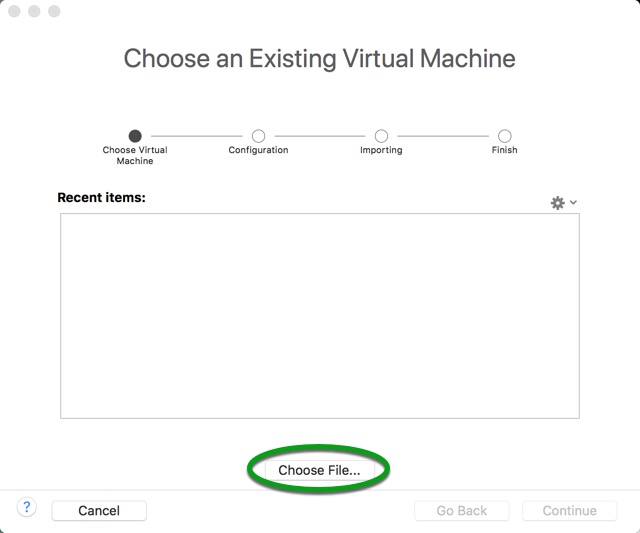 Choose an Existing Virtual Machine
Choose Virtual
Machine
Configuration
Importing
Finish
Recent items:
Choose File...
?
Cancel
Go Back
Continue